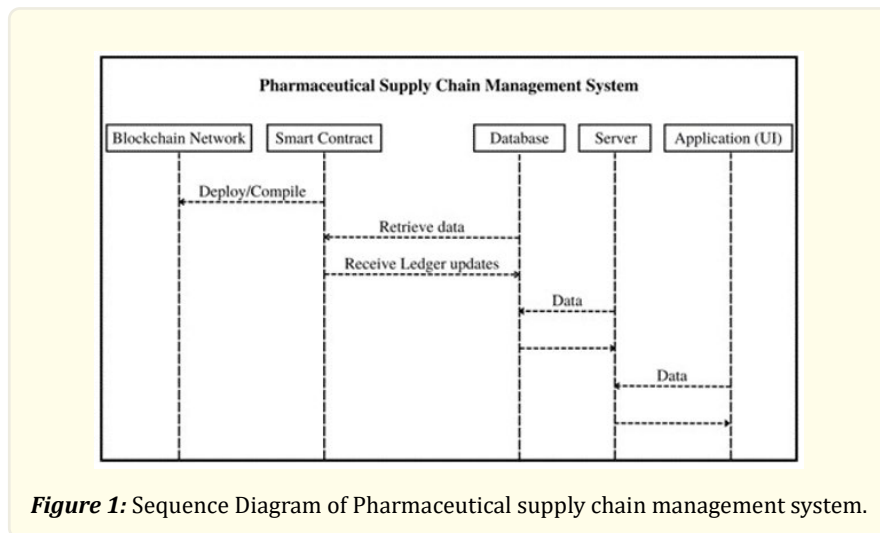 Pharmaceutical Supply Chain Management System
Blockchain Network
Smart Contract
Database
Server
Application (UI)
Deploy/Compile
Retrieve data
Receive Ledger updates
Data
Data
Figure 1: Sequence Diagram of Pharmaceutical supply chain management system.